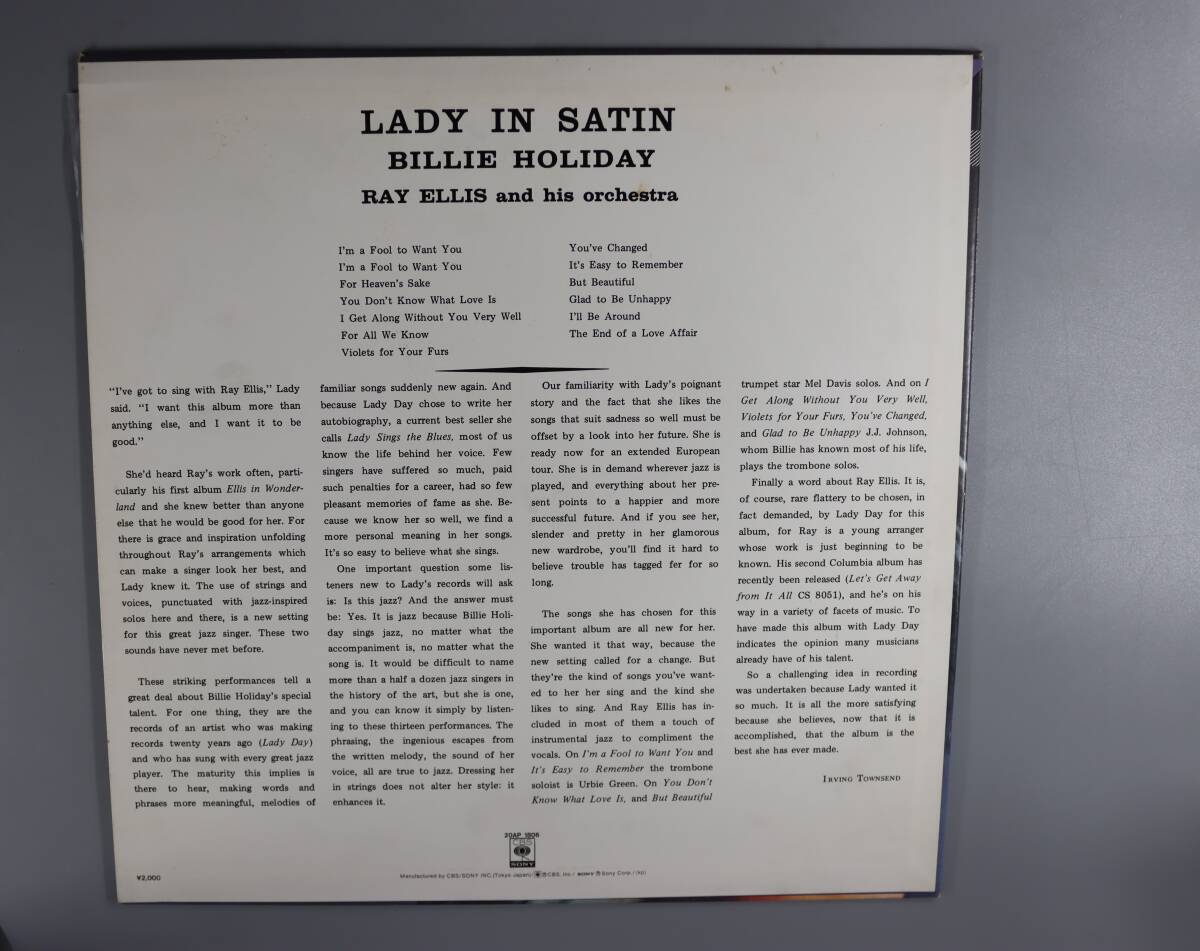 LADY IN SATIN
BILLIE HOLIDAY
RAY ELLIS and his orchestra
I'm a Fool to Want You
I'm a Fool to Want You
For Heaven's Sake
You Don't Know What Love Is
I Get Along Without You Very Well
For All We Know
Violets for Your Furs
You've Changed
It's Easy to Remember
But Beautiful
Glad to Be Unhappy
I'll Be Around
The End of a Love Affair
"I've got to sing with Ray Ellis," Lady
said. "I want this album more than
anything else, and I want it to be
good."
She'd heard Ray's work often, parti-
cularly his first album Ellis in Wonder-
land and she knew better than anyone
else that he would be good for her. For
there is grace and inspiration unfolding
throughout Ray's arrangements which
can make a singer look her best, and
Lady knew it. The use of strings and
voices, punctuated with jazz-inspired
solos here and there, is a new setting
for this great jazz singer. These two
sounds have never met before.
These striking performances tell a
great deal about Billie Holiday's special
talent. For one thing, they are the
records of an artist who was making
records twenty years ago (Lady Day)
and who has sung with every great jazz
player. The maturity this implies is
there to hear, making words and
phrases more meaningful, melodies of
familiar songs suddenly new again. And
because Lady Day chose to write her
autobiography, a current best seller she
calls Lady Sings the Blues, most of us
know the life behind her voice. Few
singers have suffered so much, paid
such penalties for a career, had so few
pleasant memories of fame as she. Be-
cause we know her so well, we find a
more personal meaning in her songs.
It's so easy to believe what she sings.
One important question some lis-
teners new to Lady's records will ask
is: Is this jazz? And the answer must
be: Yes. It is jazz because Billie Holi-
day sings jazz, no matter what the
accompaniment is, no matter what the
song is. It would be difficult to name
more than a half a dozen jazz singers in
the history of the art, but she is one,
and you can know it simply by listen-
ing to these thirteen performances. The
phrasing, the ingenious escapes from
the written melody, the sound of her
voice, all are true to jazz. Dressing her
in strings does not alter her style: it
enhances it.
Our familiarity with Lady's poignant
story and the fact that she likes the
songs that suit sadness so well must be
offset by a look into her future. She is
ready now for an extended European
tour. She is in demand wherever jazz is
played, and everything about her pre-
sent points to a happier and more
successful future. And if you see her,
slender and pretty in her glamorous
new wardrobe, you'll find it hard to
believe trouble has tagged fer for so
long.
The songs she has chosen for this
important album are all new for her.
She wanted it that way, because the
new setting called for a change. But
they're the kind of songs you've want-
ed to her her sing and the kind she
likes to sing. And Ray Ellis has in-
cluded in most of them a touch of
instrumental jazz to compliment the
vocals. On I'm a Fool to Want You and
It's Easy to Remember the trombone
soloist is Urbie Green. On You Don't
Know What Love Is, and But Beautiful
trumpet star Mel Davis solos. And on I
Get Along Without You Very Well,
Violets for Your Furs, You've Changed,
and Glad to Be Unhappy J.J. Johnson,
whom Billie has known most of his life,
plays the trombone solos.
Finally a word about Ray Ellis. It is,
of course, rare flattery to be chosen, in
fact demanded, by Lady Day for this
album, for Ray is a young arranger
whose work is just beginning to be
known. His second Columbia album has
recently been released (Let's Get Away
from It All CS 8051), and he's on his
way in a variety of facets of music. To
have made this album with Lady Day
indicates the opinion many musicians
already have of his talent.
So a challenging idea in recording
was undertaken because Lady wanted it
so much. It is all the more satisfying
because she believes, now that it is
accomplished, that the album is the
best she has ever made.
IRVING TOWNSEND
20AP 1806
CBS
SONY
¥2,000
Manufactured by CBS/SONY INC. (Tokyo Japan) ℗CBS, Inc./ SONY ℗Sony Corp./(kp)